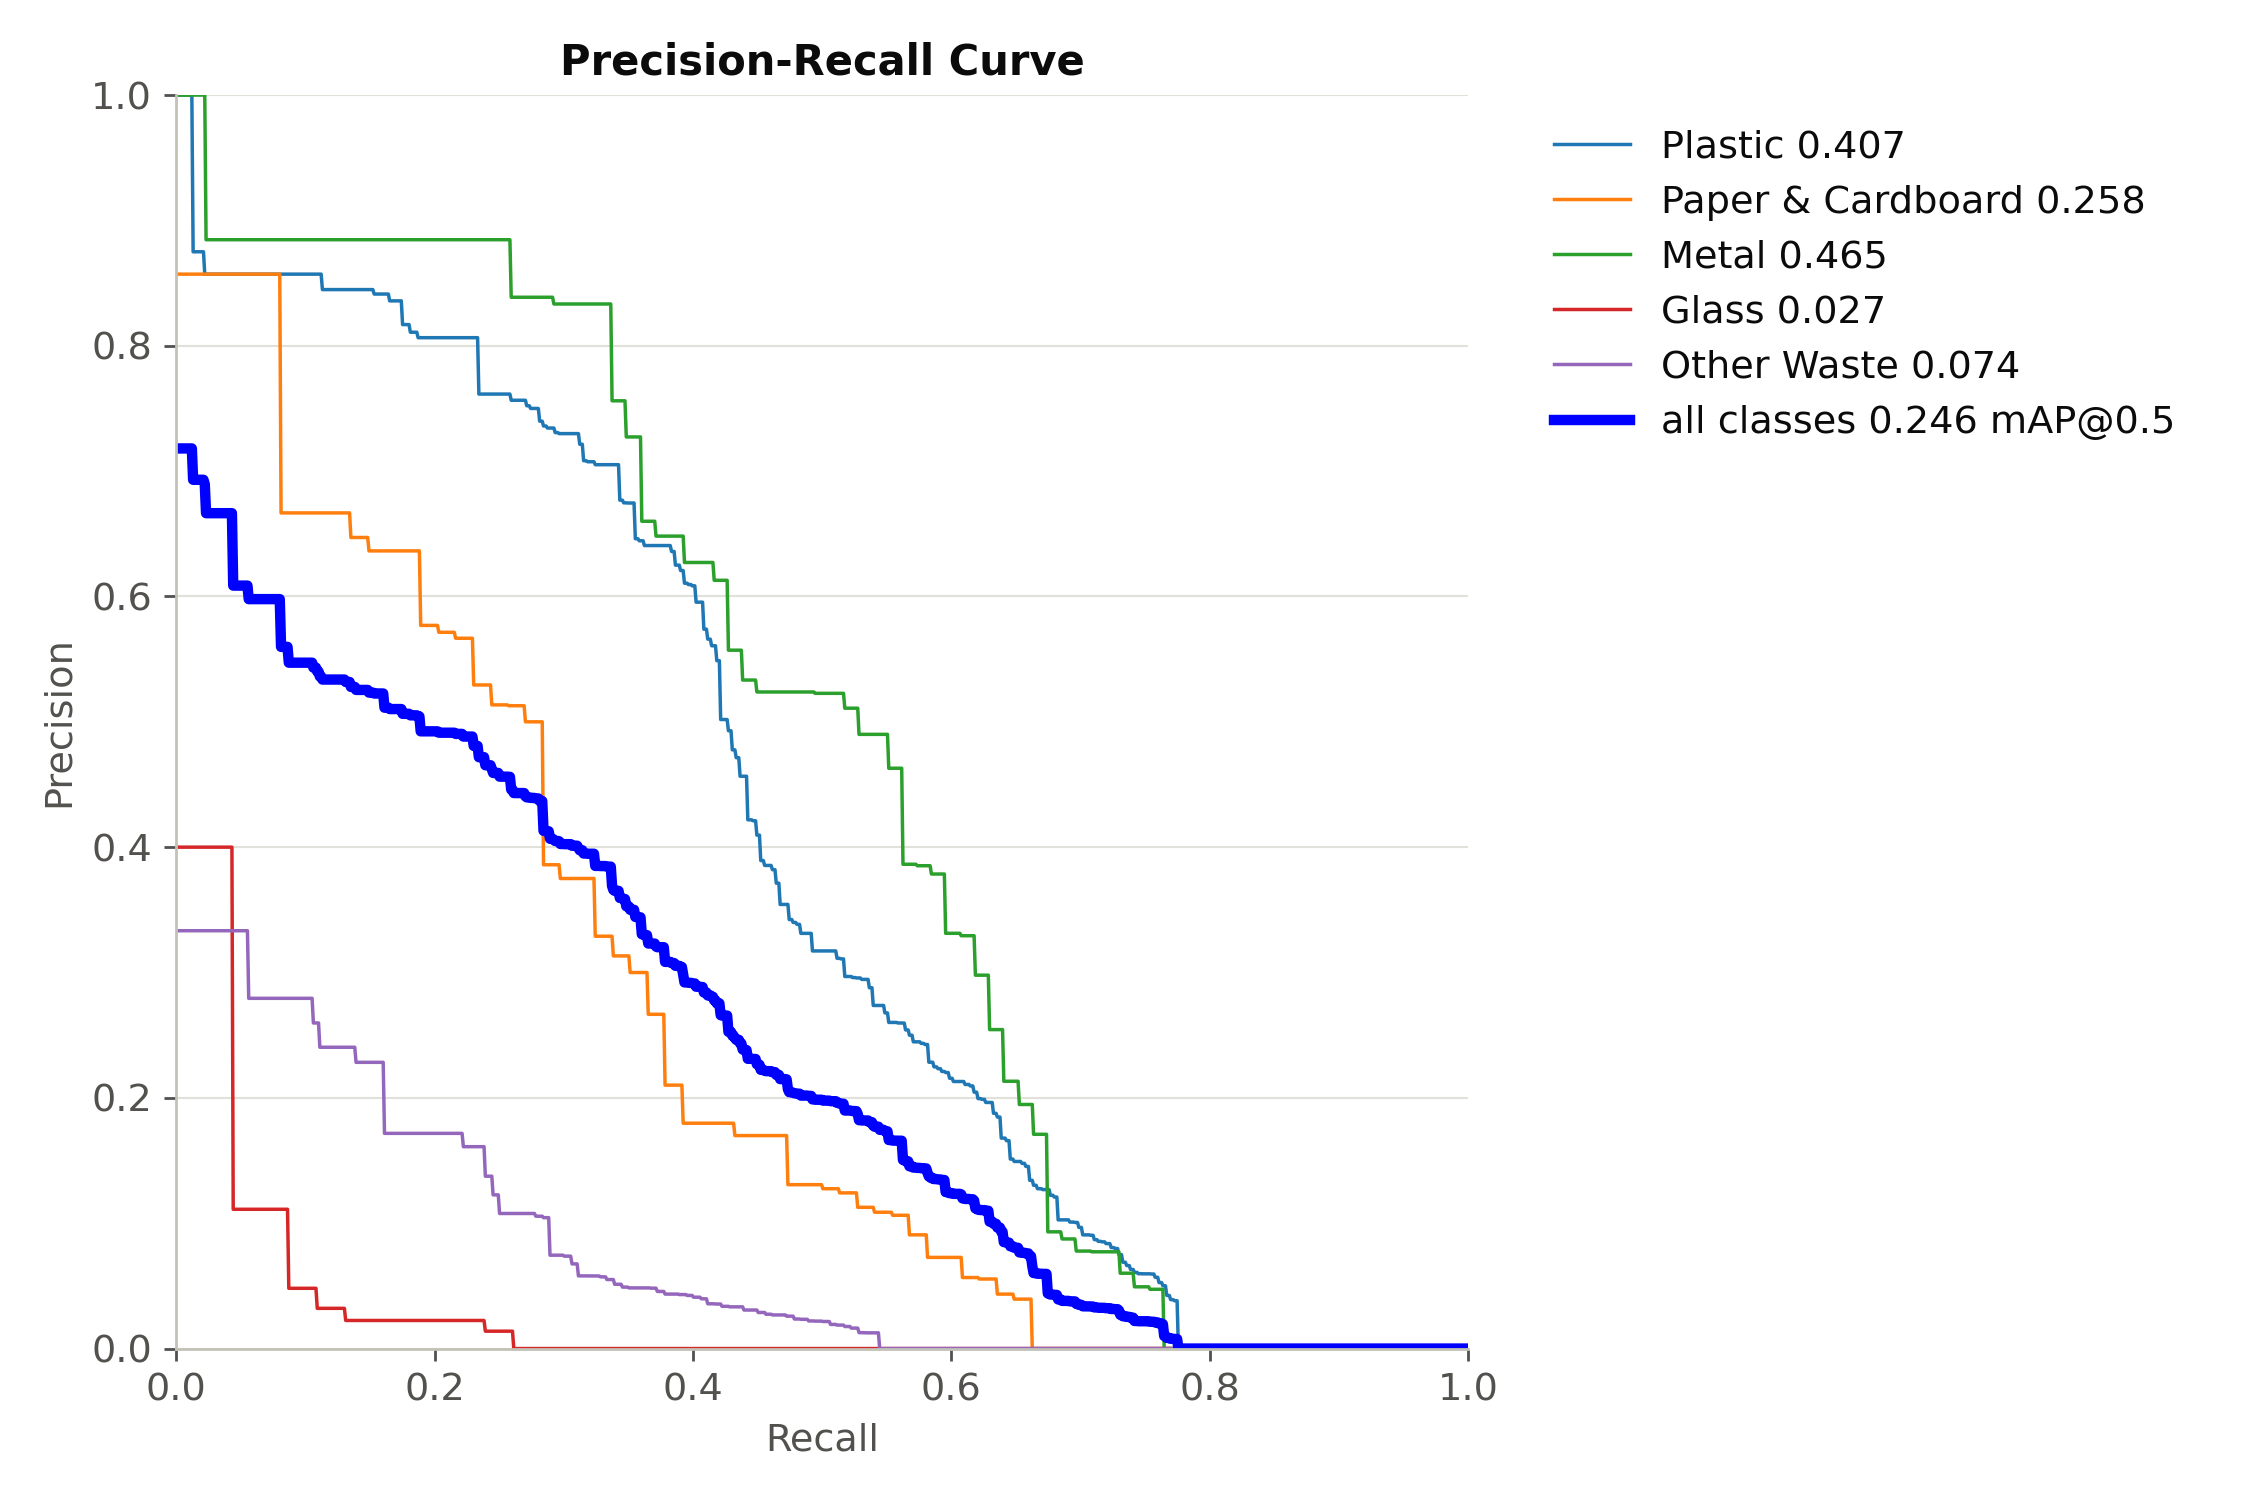 Precision-Recall Curve
1.0
0.8
0.6
0.4
0.2
0.0
Precision
0.0 0.2 0.4 0.6 0.8 1.0
Recall
Plastic 0.407
Paper & Cardboard 0.258
Metal 0.465
Glass 0.027
Other Waste 0.074
all classes 0.246 mAP@0.5